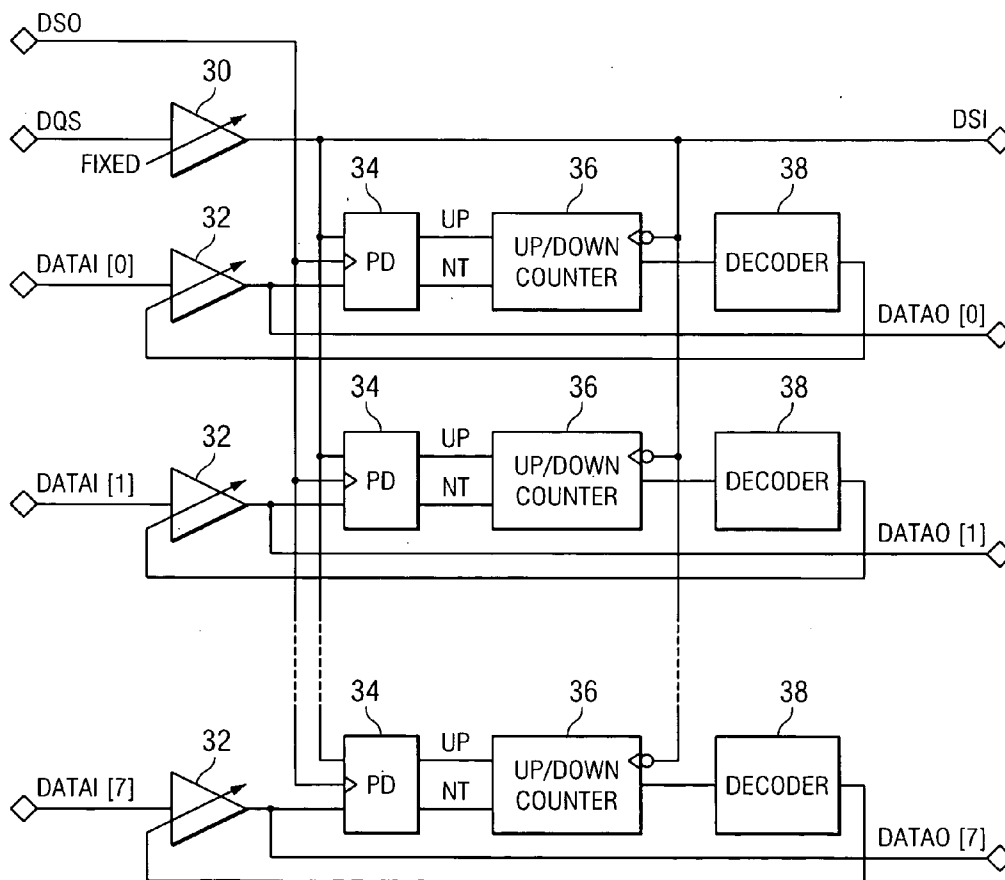 DSO
30
DQS
DSI
FIXED
34
36
38
32
UP
DATAI [0]
PD
UP/DOWN
COUNTER
DECODER
NT
DATAO [0]
34
36
38
32
UP
DATAI [1]
PD
UP/DOWN
COUNTER
DECODER
NT
DATAO [1]
34
36
38
32
UP
DATAI [7]
PD
UP/DOWN
COUNTER
DECODER
NT
DATAO [7]